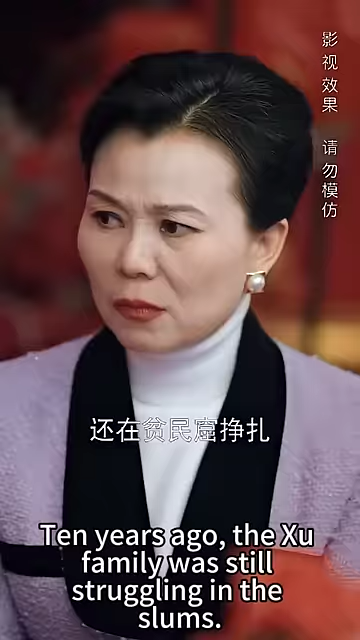 影视效果 请勿模仿
还在贫民窟挣扎
Ten years ago, the Xu
family was still
struggling in the
slums.